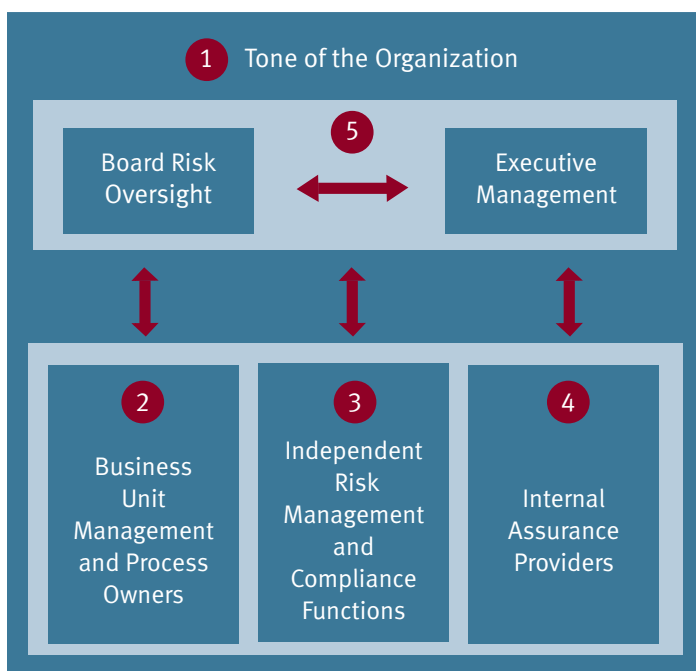 1 Tone of the Organization
5
Board Risk
Oversight
Executive
Management
2
Business
Unit
Management
and Process
Owners
3
Independent
Risk
Management
and
Compliance
Functions
4
Internal
Assurance
Providers